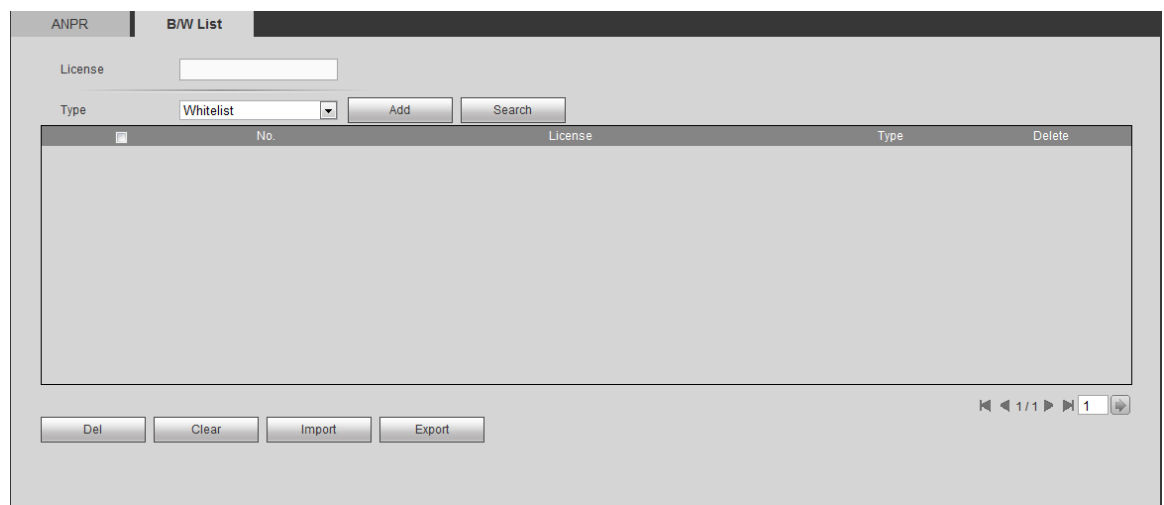 ANPR B/W List
License
Type Whitelist Add Search
No. License Type Delete
1/1 1
Del Clear Import Export